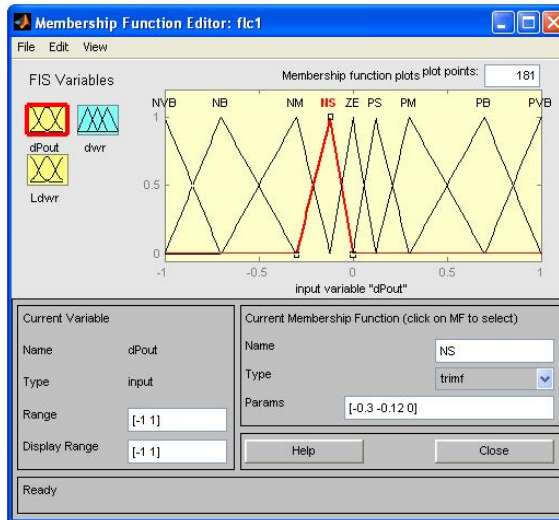 Membership Function Editor: flc1
File Edit View
FIS Variables
dPout
dwr
Ldwr
Membership function plots
plot points:
181
NVB NB NM NS ZE PS PM PB PVB
1
0.5
0
-1 -0.5 0 0.5 1
input variable "dPout"
Current Variable
Name dPout
Type input
Range [-1 1]
Display Range [-1 1]
Current Membership Function (click on MF to select)
Name NS
Type trimf
Params [-0.3 -0.12 0]
Help Close
Ready